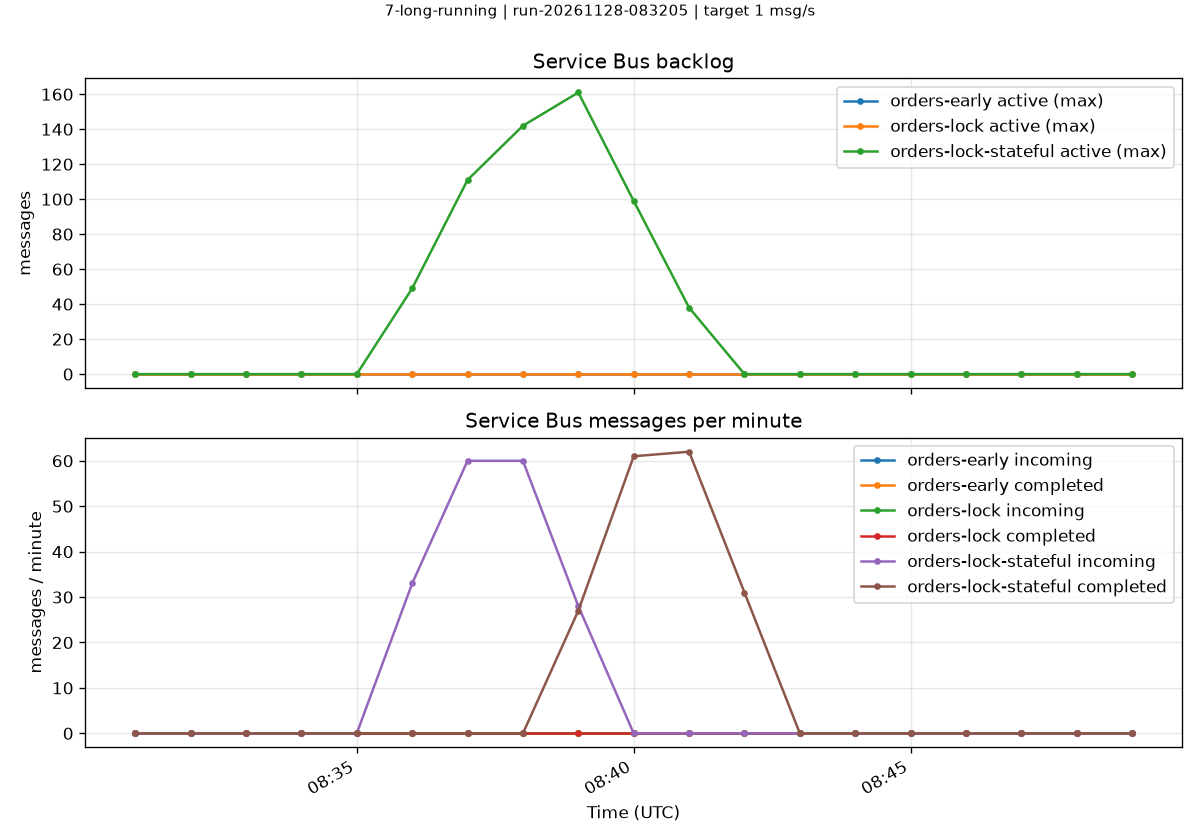 7-long-running | run-20261128-083205 | target 1 msg/s
Service Bus backlog
messages
160
140
120
100
80
60
40
20
0
orders-early active (max)
orders-lock active (max)
orders-lock-stateful active (max)
Service Bus messages per minute
messages / minute
60
50
40
30
20
10
0
orders-early incoming
orders-early completed
orders-lock incoming
orders-lock completed
orders-lock-stateful incoming
orders-lock-stateful completed
08:35
08:40
08:45
Time (UTC)